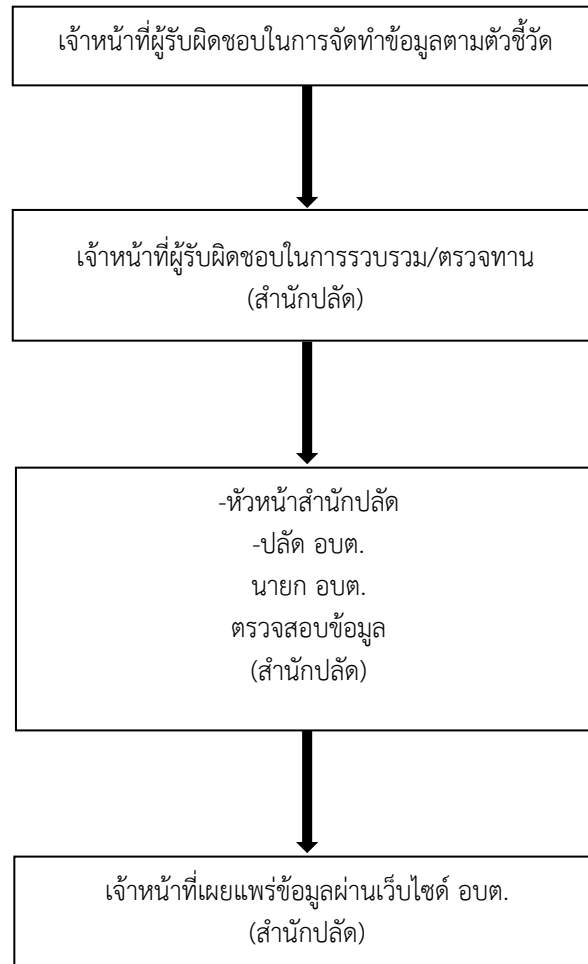 เจ้าหน้าที่ผู้รับผิดชอบในการจัดทำข้อมูลตามตัวชี้วัด
เจ้าหน้าที่ผู้รับผิดชอบในการรวบรวม/ตรวจทาน
(สำนักปลัด)
-หัวหน้าสำนักปลัด
-ปลัด อบต.
นายก อบต.
ตรวจสอบข้อมูล
(สำนักปลัด)
เจ้าหน้าที่เผยแพร่ข้อมูลผ่านเว็บไซด์ อบต.
(สำนักปลัด)